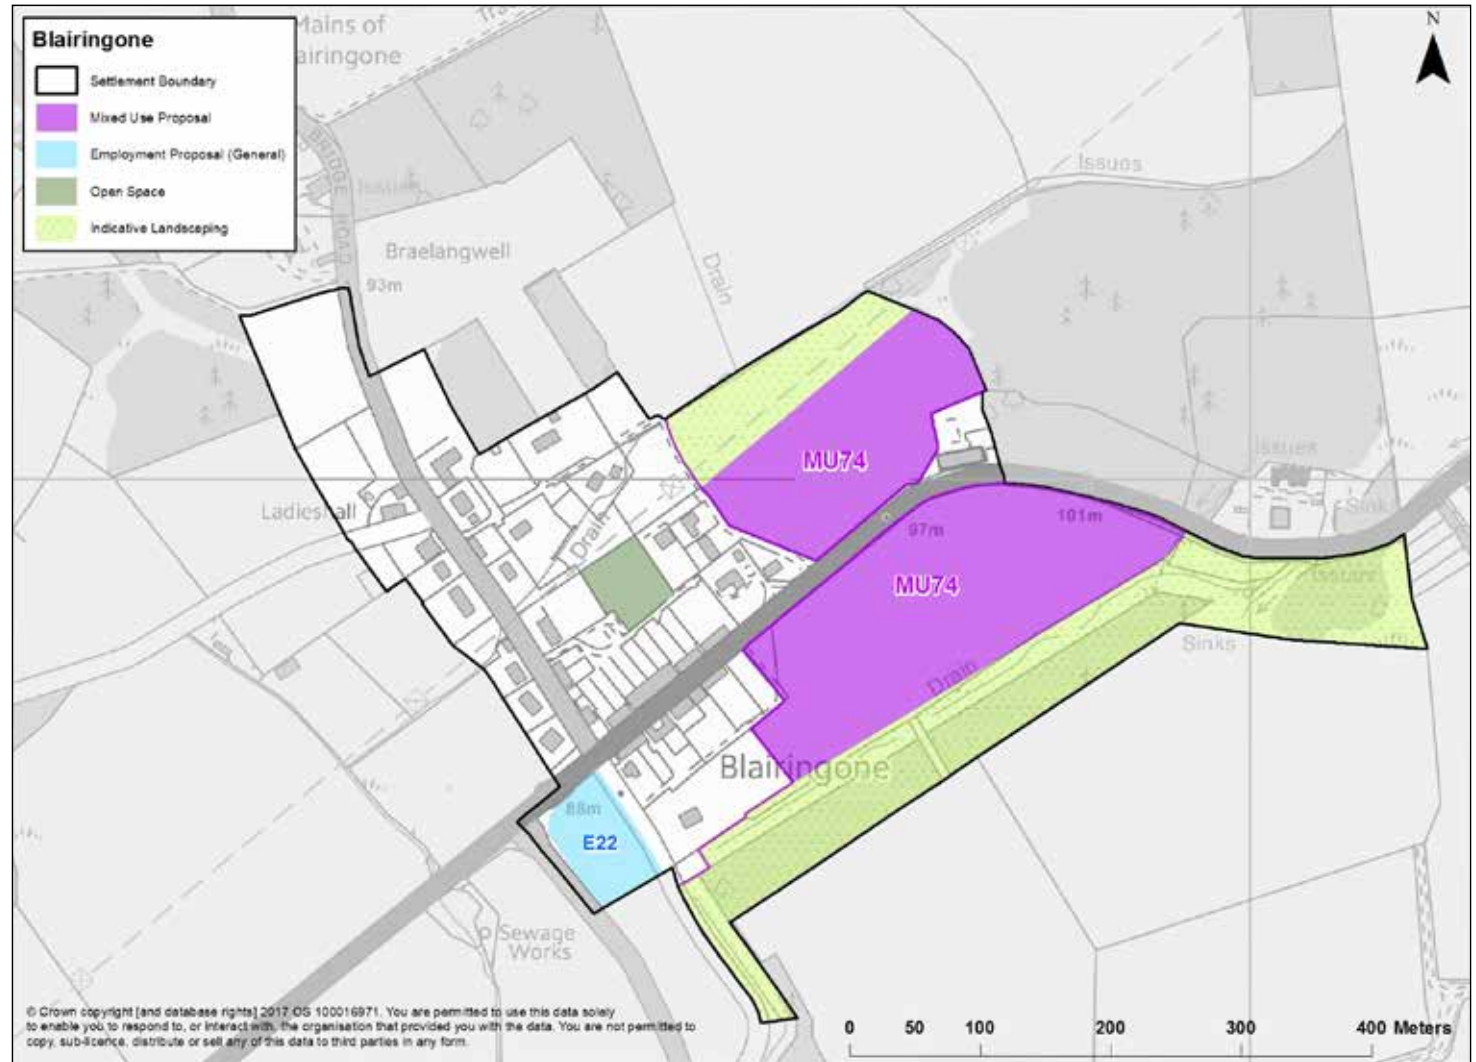 Blairingone
Settlement Boundary
Mixed Use Proposal
Employment Proposal (General)
Open Space
Indicative Landscaping
N
Mains of
airingone
BRIDGE ROAD
Issues
Issues
Braelangwell
93m
Drain
MU74
Ladieshall
Drain
Issues
97m
101m
MU74
Issues
Sinks
Drain
Blairingone
88m
E22
Sewage
Works
© Crown copyright [and database rights] 2017 OS 100016971. You are permitted to use this data solely
to enable you to respond to, or interact with, the organisation that provided you with the data. You are not permitted to
copy, sub-licence, distribute or sell any of this data to third parties in any form.
0 50 100 200 300 400 Meters